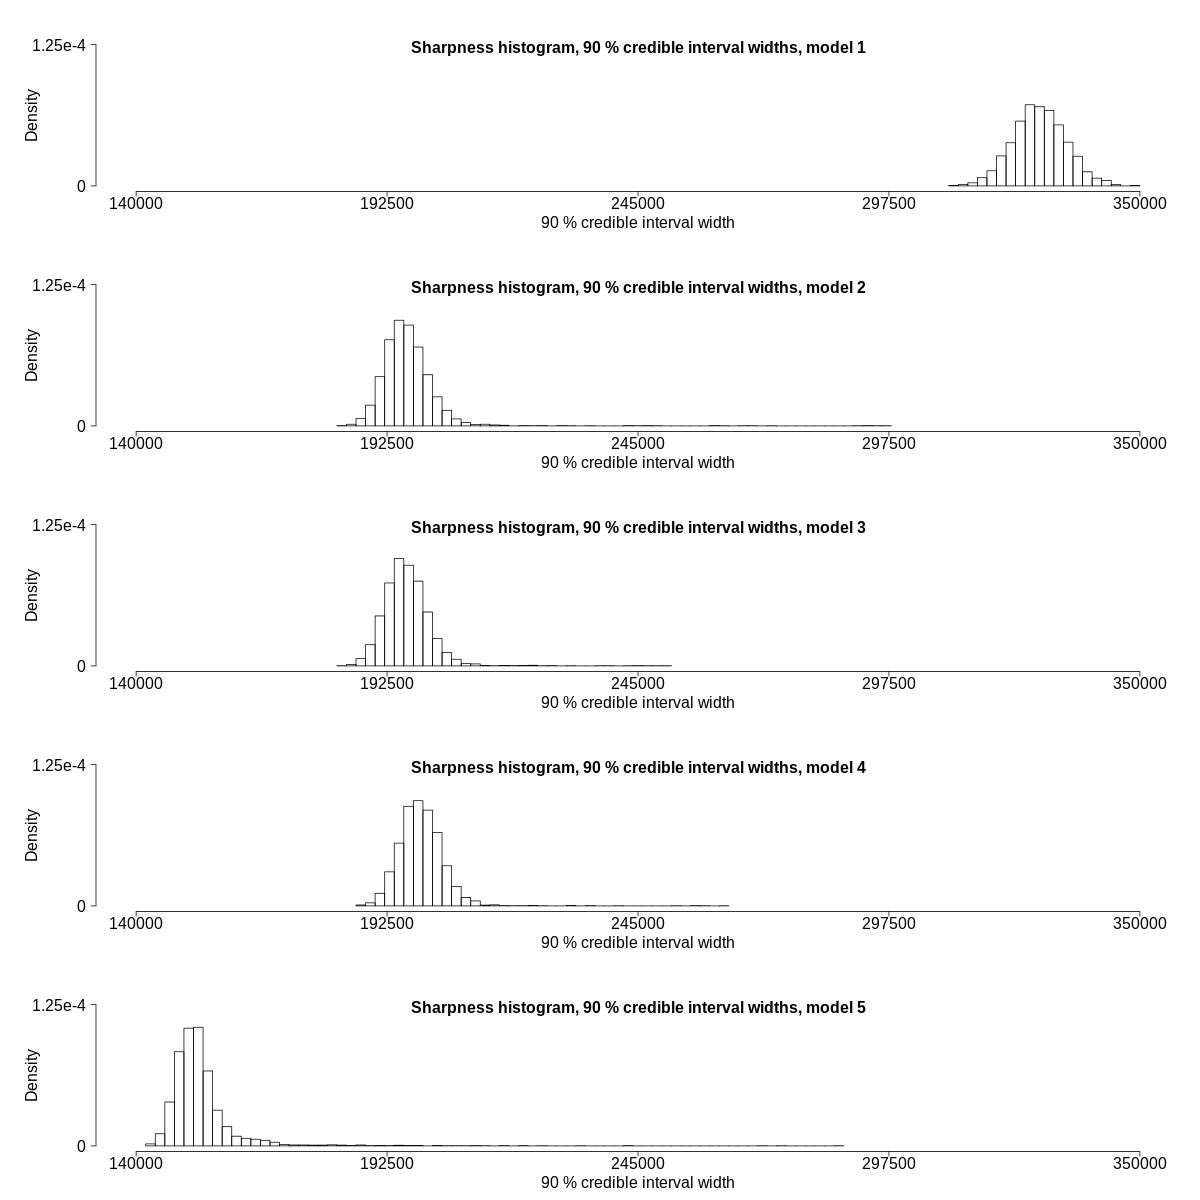 Sharpness histogram, 90 % credible interval widths, model 1
1.25e-4
Density
0
140000 192500 245000 297500 350000
90 % credible interval width
Sharpness histogram, 90 % credible interval widths, model 2
1.25e-4
Density
0
140000 192500 245000 297500 350000
90 % credible interval width
Sharpness histogram, 90 % credible interval widths, model 3
1.25e-4
Density
0
140000 192500 245000 297500 350000
90 % credible interval width
Sharpness histogram, 90 % credible interval widths, model 4
1.25e-4
Density
0
140000 192500 245000 297500 350000
90 % credible interval width
Sharpness histogram, 90 % credible interval widths, model 5
1.25e-4
Density
0
140000 192500 245000 297500 350000
90 % credible interval width